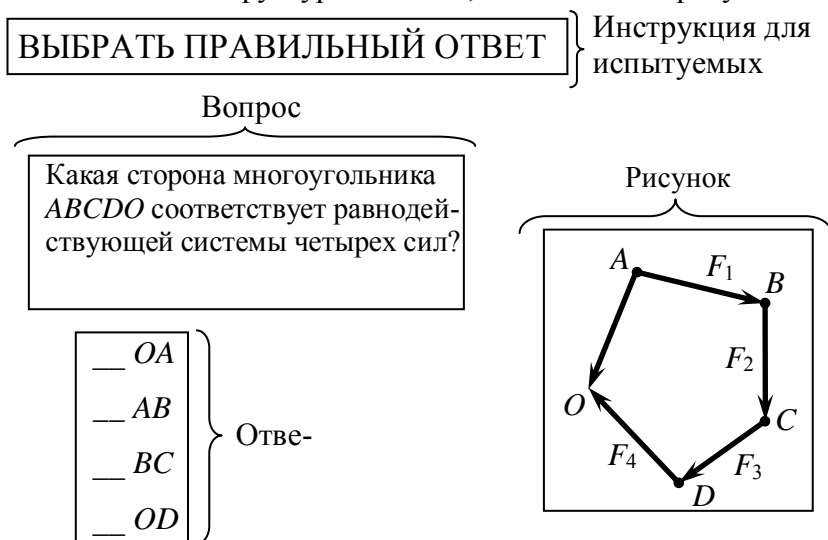 ВЫБРАТЬ ПРАВИЛЬНЫЙ ОТВЕТ
Инструкция для
испытуемых
Вопрос
Какая сторона многоугольника
ABCDO соответствует равнодей-
ствующей системы четырех сил?
Рисунок
A
F1
B
F2
O
C
F4
F3
D
__ OA
__ AB
__ BC
__ OD
Отве-